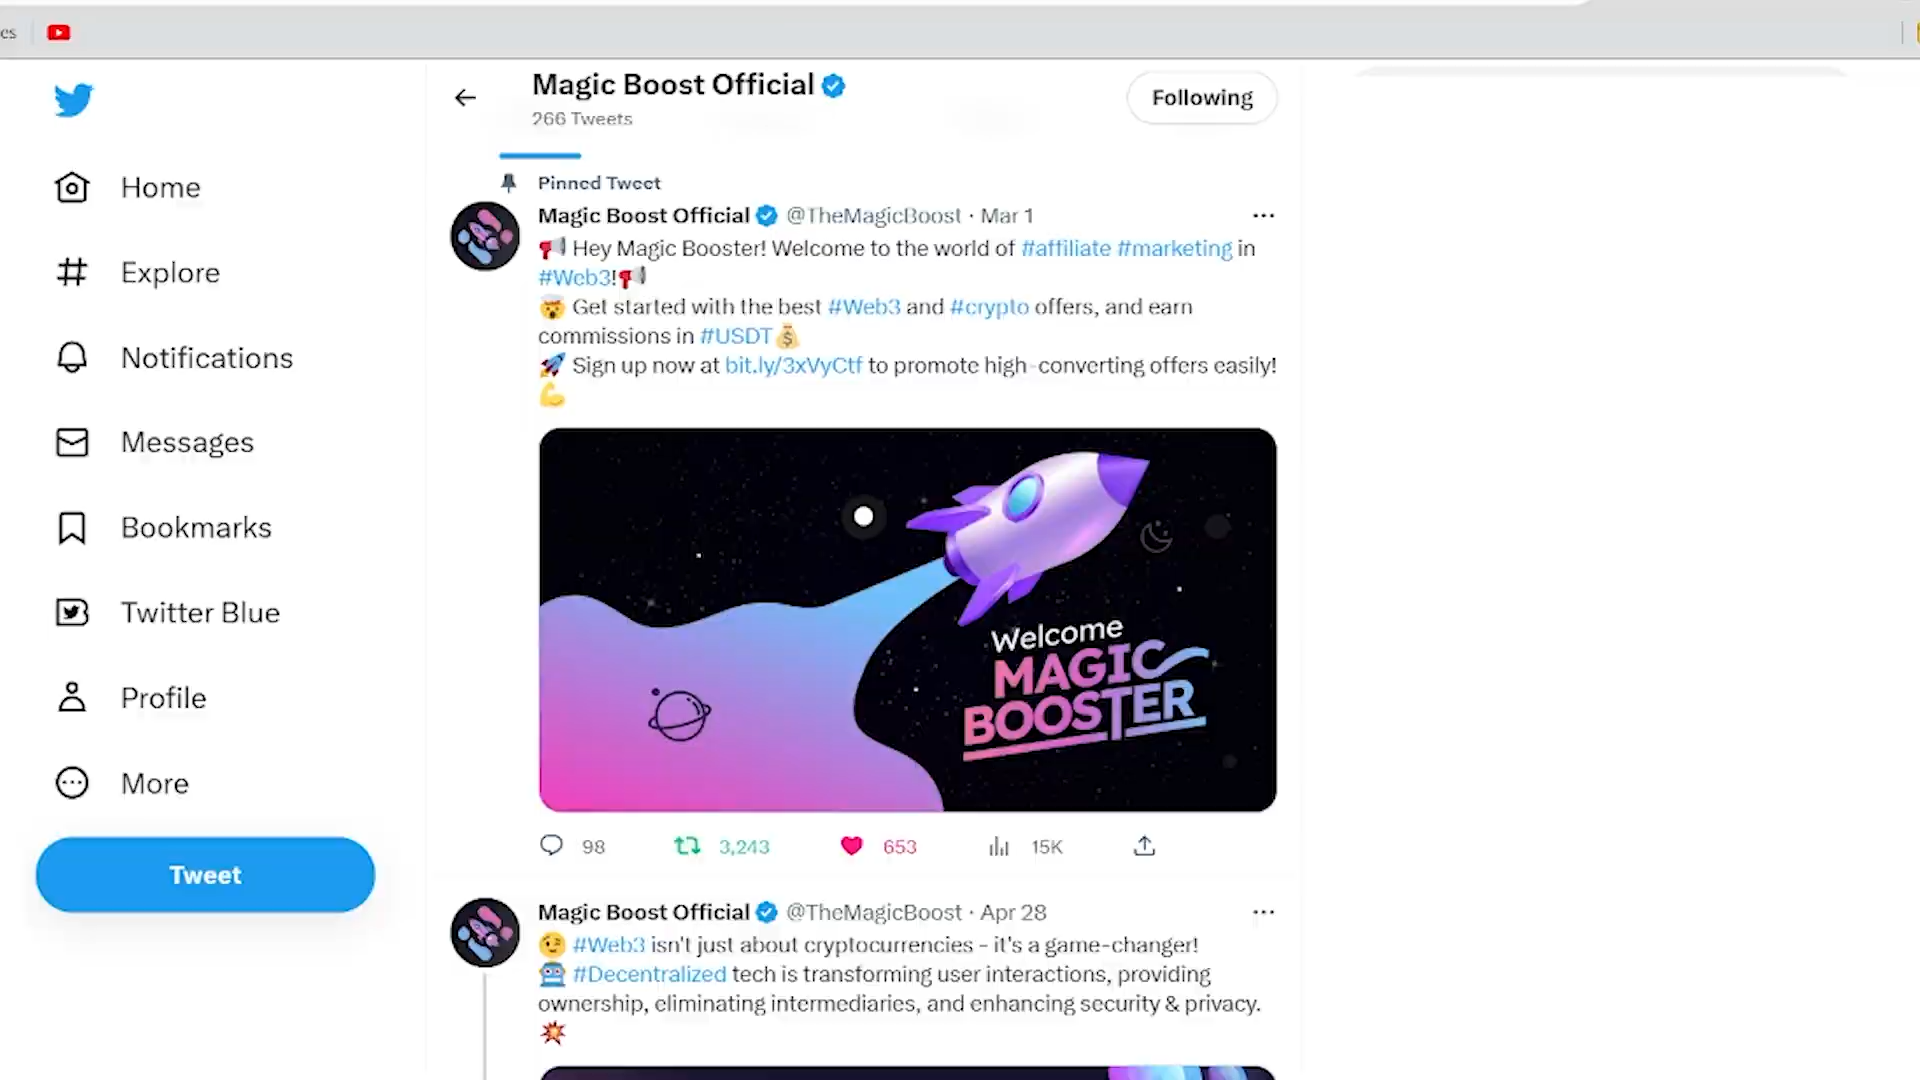 es
Magic Boost Official
266 Tweets
Following
Home
Explore
Notifications
Messages
Bookmarks
Twitter Blue
Profile
More
Tweet
Pinned Tweet
Magic Boost Official @TheMagicBoost · Mar 1
Hey Magic Booster! Welcome to the world of #affiliate #marketing in
#Web3!
Get started with the best #Web3 and #crypto offers, and earn
commissions in #USDT
Sign up now at bit.ly/3xVyCtf to promote high-converting offers easily!
Welcome
MAGIC
BOOSTER
98 3,243 653 15K
Magic Boost Official @TheMagicBoost · Apr 28
#Web3 isn't just about cryptocurrencies - it's a game-changer!
#Decentralized tech is transforming user interactions, providing
ownership, eliminating intermediaries, and enhancing security & privacy.